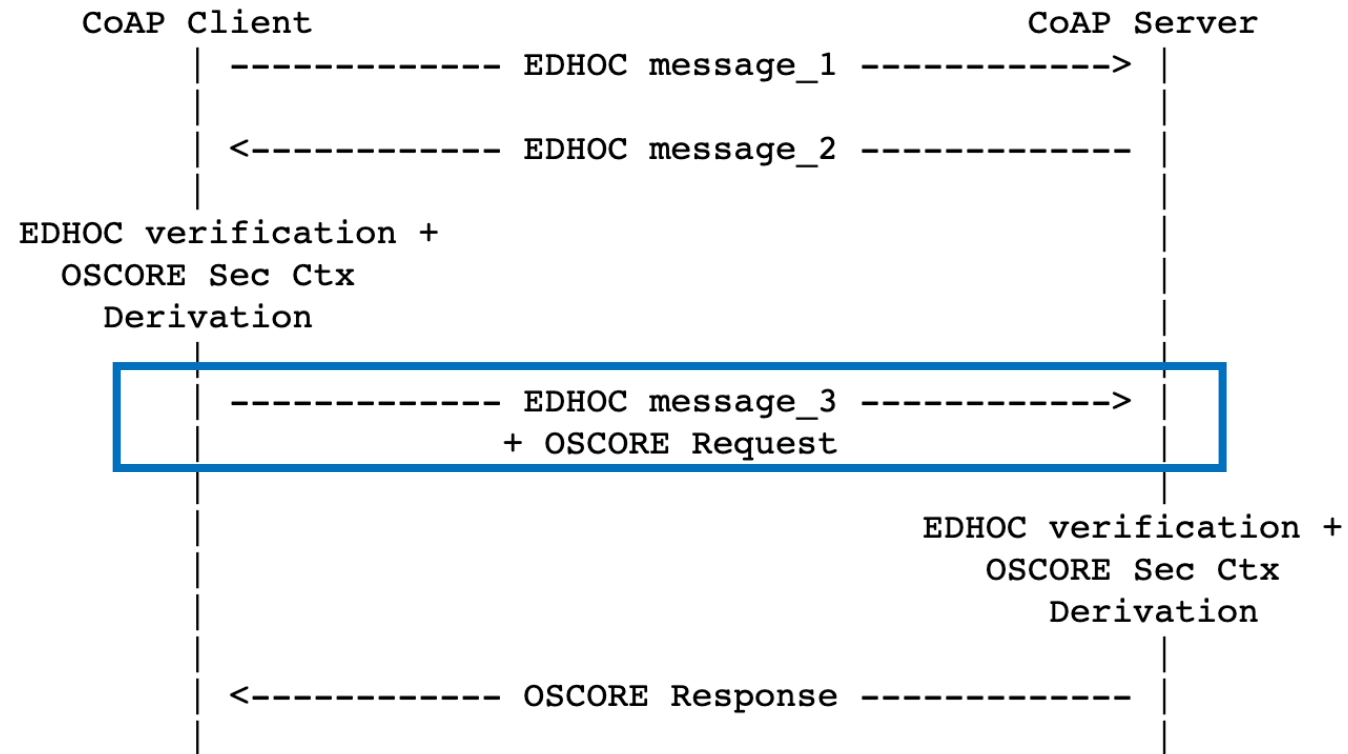 CoAP Client CoAP Server
------------- EDHOC message_1 ------------>
<------------ EDHOC message_2 -------------
EDHOC verification +
OSCORE Sec Ctx
Derivation
------------- EDHOC message_3 ------------>
+ OSCORE Request
EDHOC verification +
OSCORE Sec Ctx
Derivation
<------------ OSCORE Response -------------